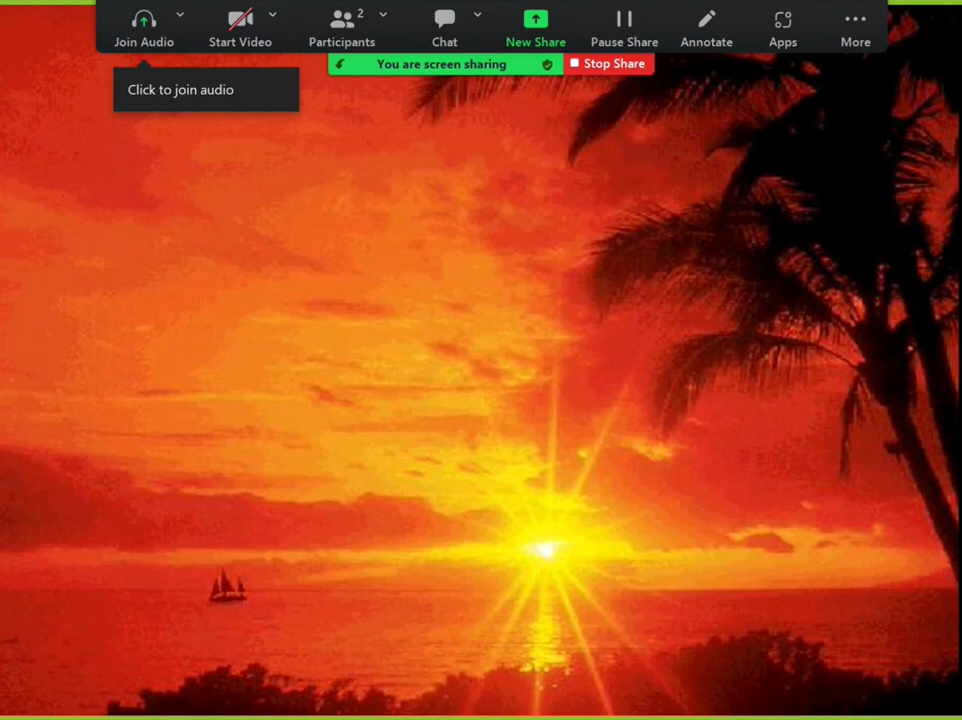 Join Audio Start Video Participants 2 Chat New Share Pause Share Annotate Apps More
You are screen sharing Stop Share
Click to join audio